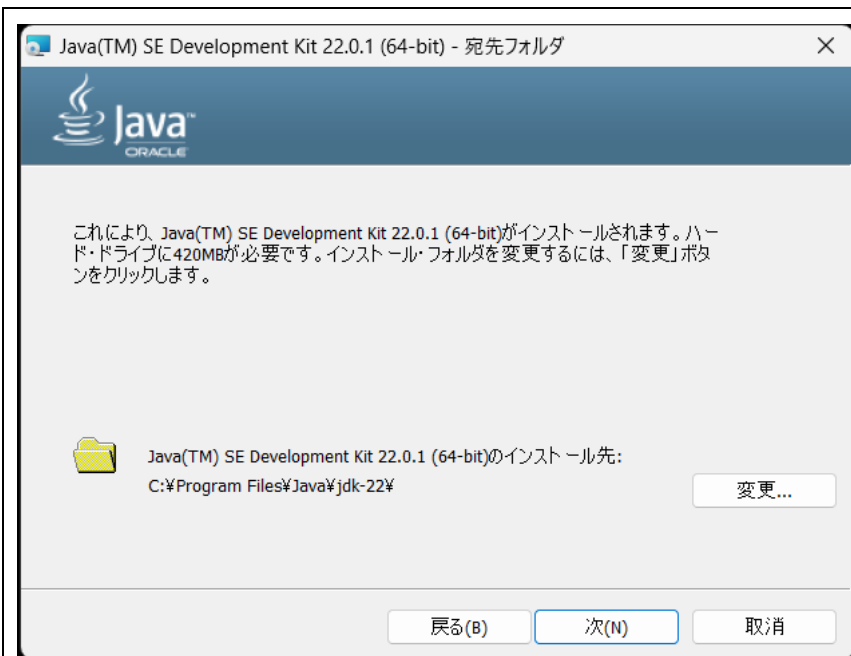 Java(TM) SE Development Kit 22.0.1 (64-bit) - 宛先フォルダ
Java™
ORACLE
これにより、Java(TM) SE Development Kit 22.0.1 (64-bit)がインストールされます。ハー
ド・ドライブに420MBが必要です。インストール・フォルダを変更するには、「変更」ボタ
ンをクリックします。
Java(TM) SE Development Kit 22.0.1 (64-bit)のインストール先:
C:¥Program Files¥Java¥jdk-22¥
変更...
戻る(B)
次(N)
取消